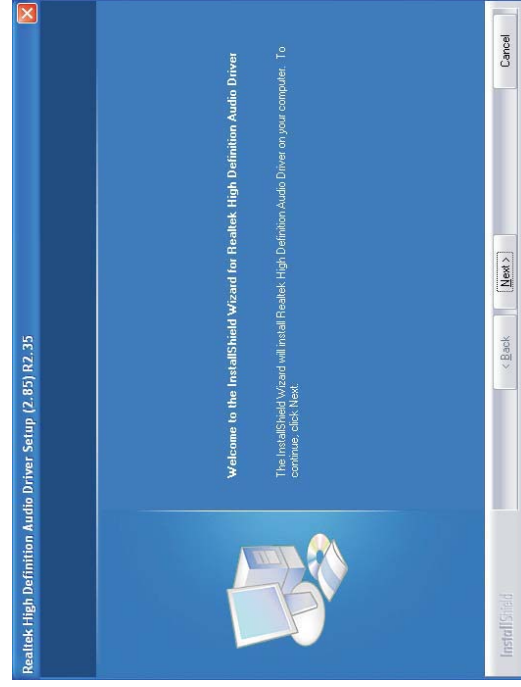 Realtek High Definition Audio Driver Setup (2.85) R2.35
Welcome to the InstallShield Wizard for Realtek High Definition Audio Driver
The InstallShield Wizard will install Realtek High Definition Audio Driver on your computer. To
continue, click Next.
InstallShield
< Back
Next >
Cancel